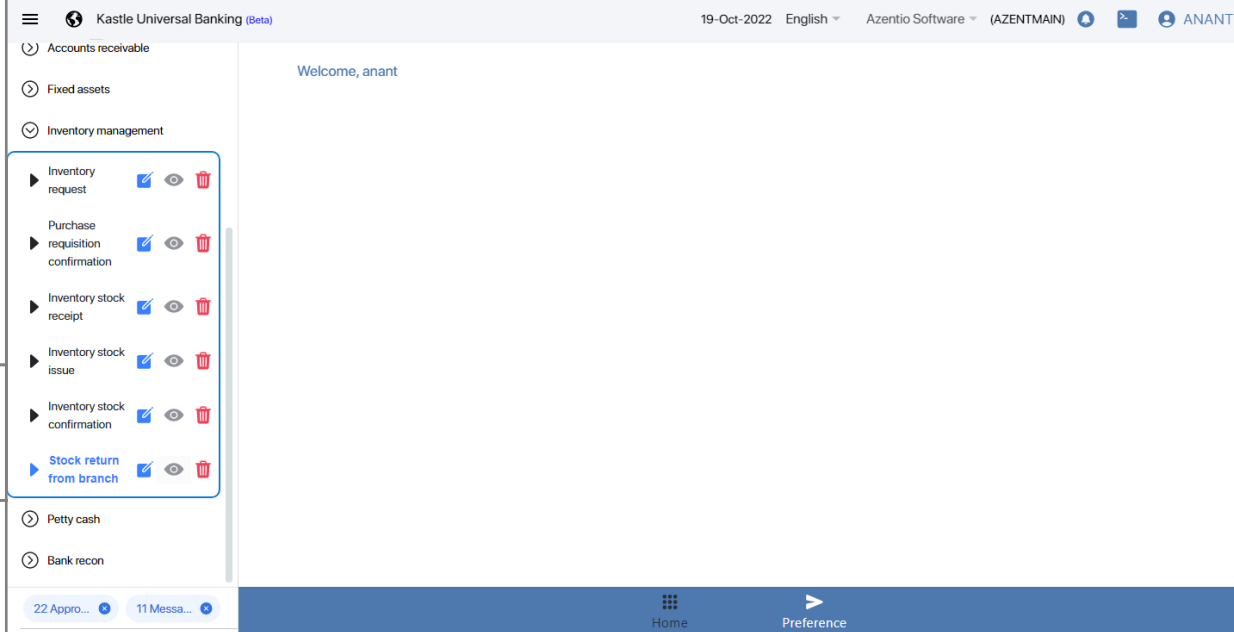 Kastle Universal Banking (Beta)
19-Oct-2022 English Azentio Software (AZENTMAIN) ANANT
Accounts receivable
Welcome, anant
Fixed assets
Inventory management
Inventory
request
Purchase
requisition
confirmation
Inventory stock
receipt
Inventory stock
issue
Inventory stock
confirmation
Stock return
from branch
Petty cash
Bank recon
22 Appro... 11 Messa...
Home Preference